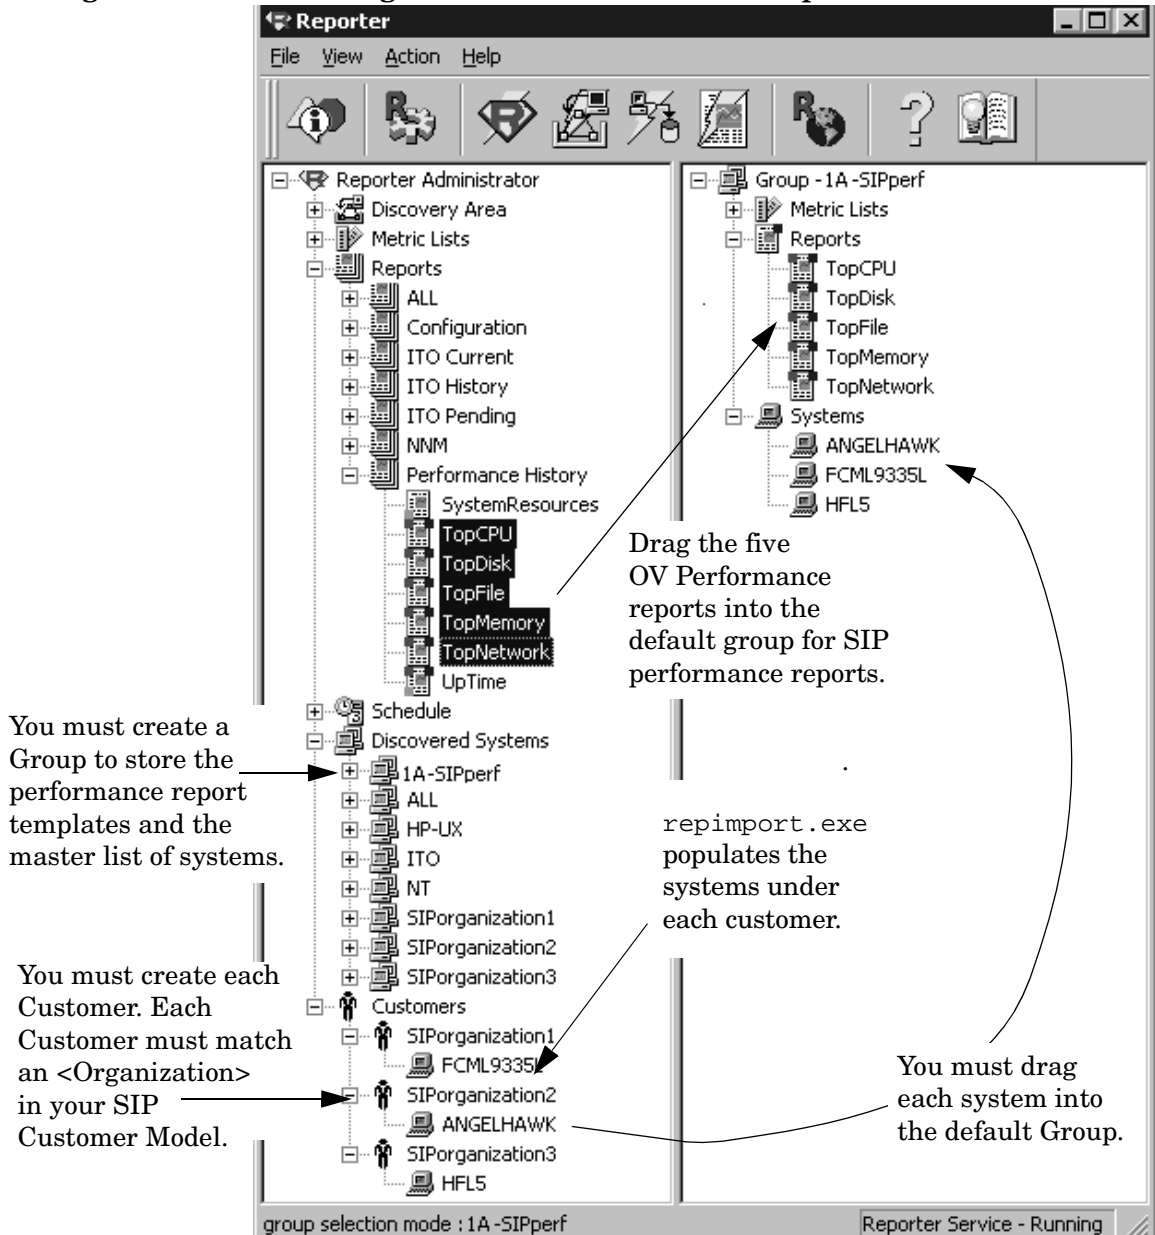 Reporter
File View Action Help
Reporter Administrator
Discovery Area
Metric Lists
Reports
ALL
Configuration
ITO Current
ITO History
ITO Pending
NNM
Performance History
SystemResources
TopCPU
TopDisk
TopFile
TopMemory
TopNetwork
UpTime
Schedule
Discovered Systems
1A-SIPperf
ALL
HP-UX
ITO
NT
SIPorganization1
SIPorganization2
SIPorganization3
Customers
SIPorganization1
FCML9335L
SIPorganization2
ANGELHAWK
SIPorganization3
HFL5
Group -1A-SIPperf
Metric Lists
Reports
TopCPU
TopDisk
TopFile
TopMemory
TopNetwork
Systems
ANGELHAWK
FCML9335L
HFL5
Drag the five
OV Performance
reports into the
default group for SIP
performance reports.
You must create a
Group to store the
performance report
templates and the
master list of systems.
repimport.exe
populates the
systems under
each customer.
You must create each
Customer. Each
Customer must match
an <Organization>
in your SIP
Customer Model.
You must drag
each system into
the default Group.
group selection mode :1A-SIPperf
Reporter Service - Running